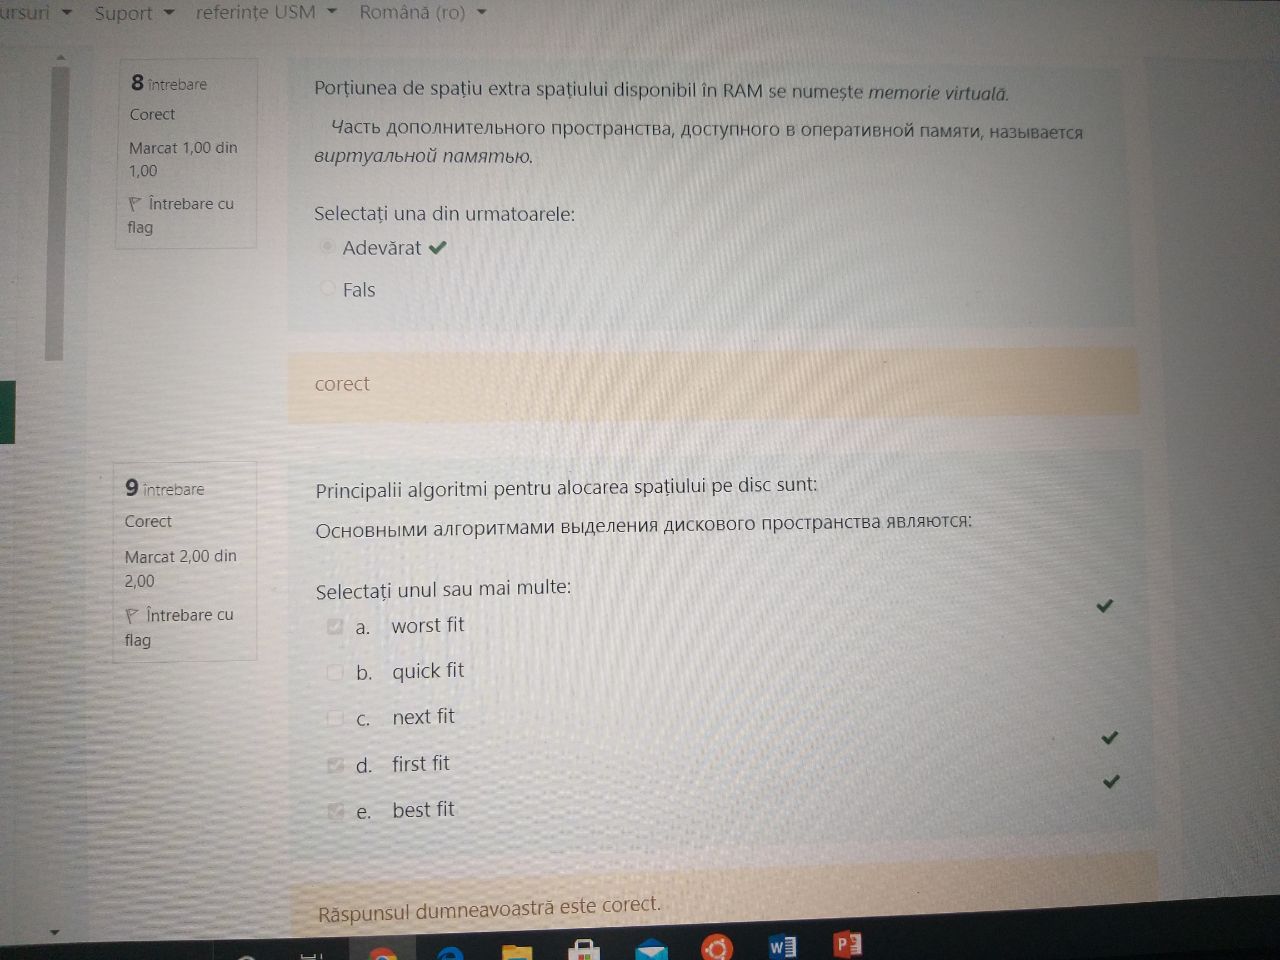 ursuri Suport referințe USM Română (ro)
8 întrebare
Corect
Marcat 1,00 din
1,00
Întrebare cu
flag
Porțiunea de spațiu extra spațiului disponibil în RAM se numește memorie virtuală.
Часть дополнительного пространства, доступного в оперативной памяти, называется
виртуальной памятью.
Selectați una din urmatoarele:
Adevărat
Fals
corect
9 întrebare
Corect
Marcat 2,00 din
2,00
Întrebare cu
flag
Principalii algoritmi pentru alocarea spațiului pe disc sunt:
Основными алгоритмами выделения дискового пространства являются:
Selectați unul sau mai multe:
a. worst fit
b. quick fit
c. next fit
d. first fit
e. best fit
Răspunsul dumneavoastră este corect.